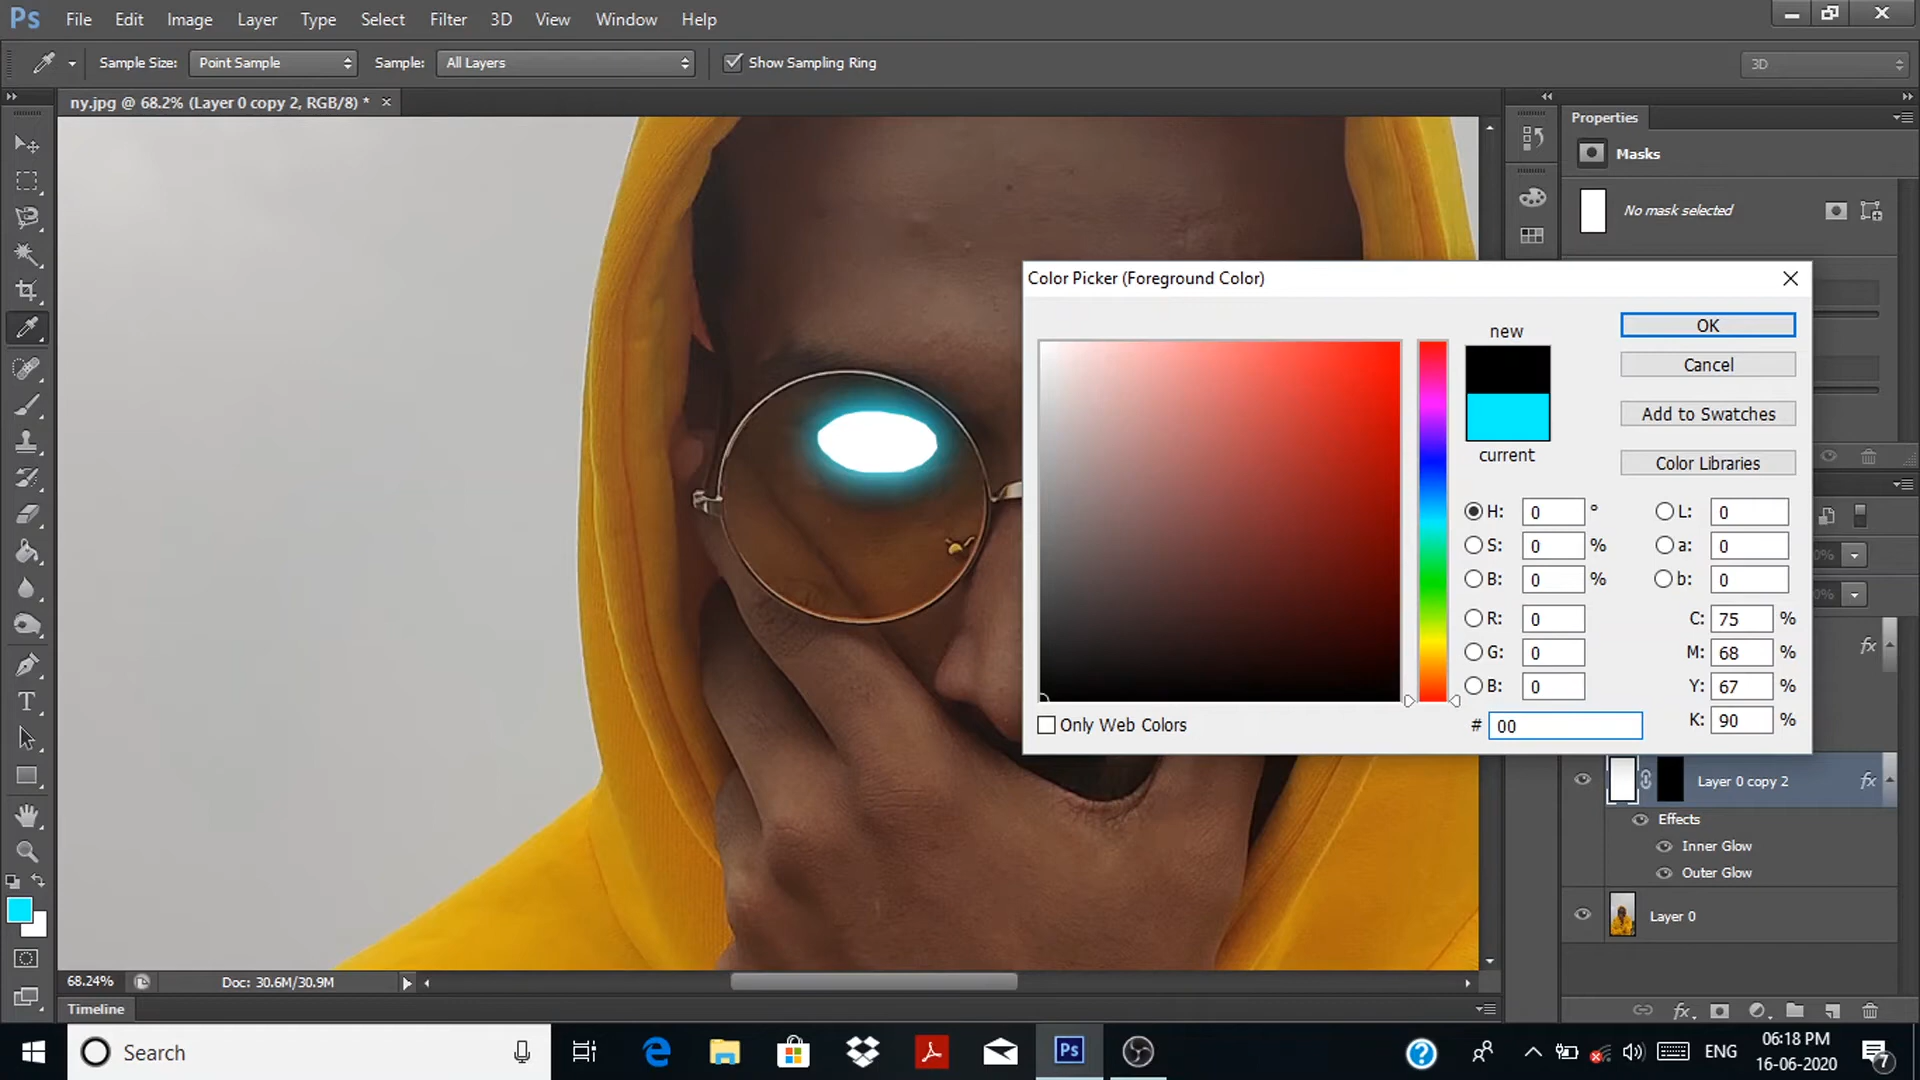 Ps File Edit Image Layer Type Select Filter 3D View Window Help
Sample Size: Point Sample Sample: All Layers Show Sampling Ring 3D
ny.jpg @ 68.2% (Layer 0 copy 2, RGB/8) *
Properties
Masks
No mask selected
Color Picker (Foreground Color)
new
current
OK
Cancel
Add to Swatches
Color Libraries
H: 0 °
S: 0 %
B: 0 %
R: 0
G: 0
B: 0
L: 0
a: 0
b: 0
C: 75 %
M: 68 %
Y: 67 %
K: 90 %
Only Web Colors
# 00
fx
Layer 0 copy 2 fx
Effects
Inner Glow
Outer Glow
Layer 0
fx
68.24% Doc: 30.6M/30.9M
Timeline
Search
Ps
ENG
06:18 PM
16-06-2020
7